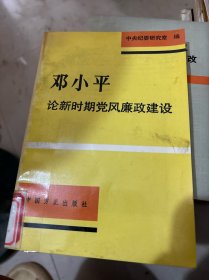 中央纪委研究室 编
邓小平
论新时期党风廉政建设
中国方正出版社
改